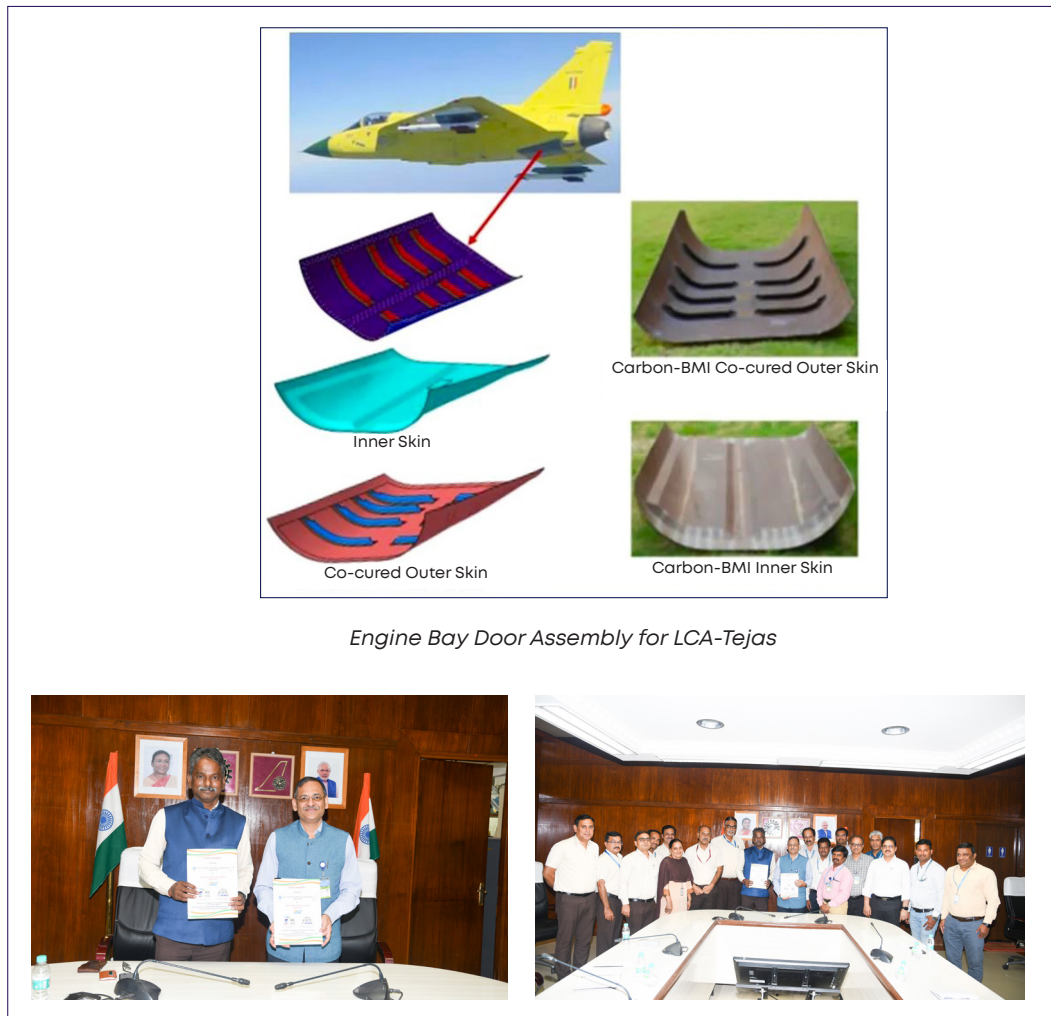 Carbon-BMI Co-cured Outer Skin
Inner Skin
Co-cured Outer Skin
Carbon-BMI Inner Skin
Engine Bay Door Assembly for LCA-Tejas